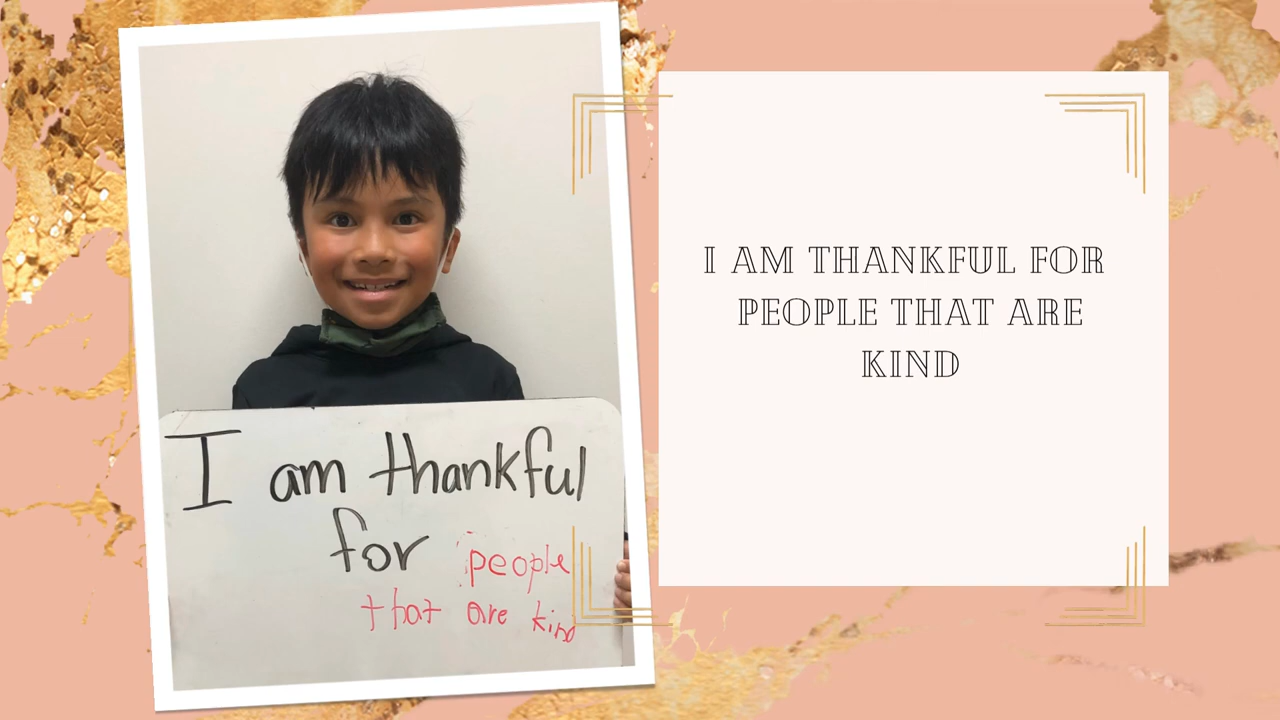 I am thankful
for people
that are kind
I AM THANKFUL FOR
PEOPLE THAT ARE
KIND